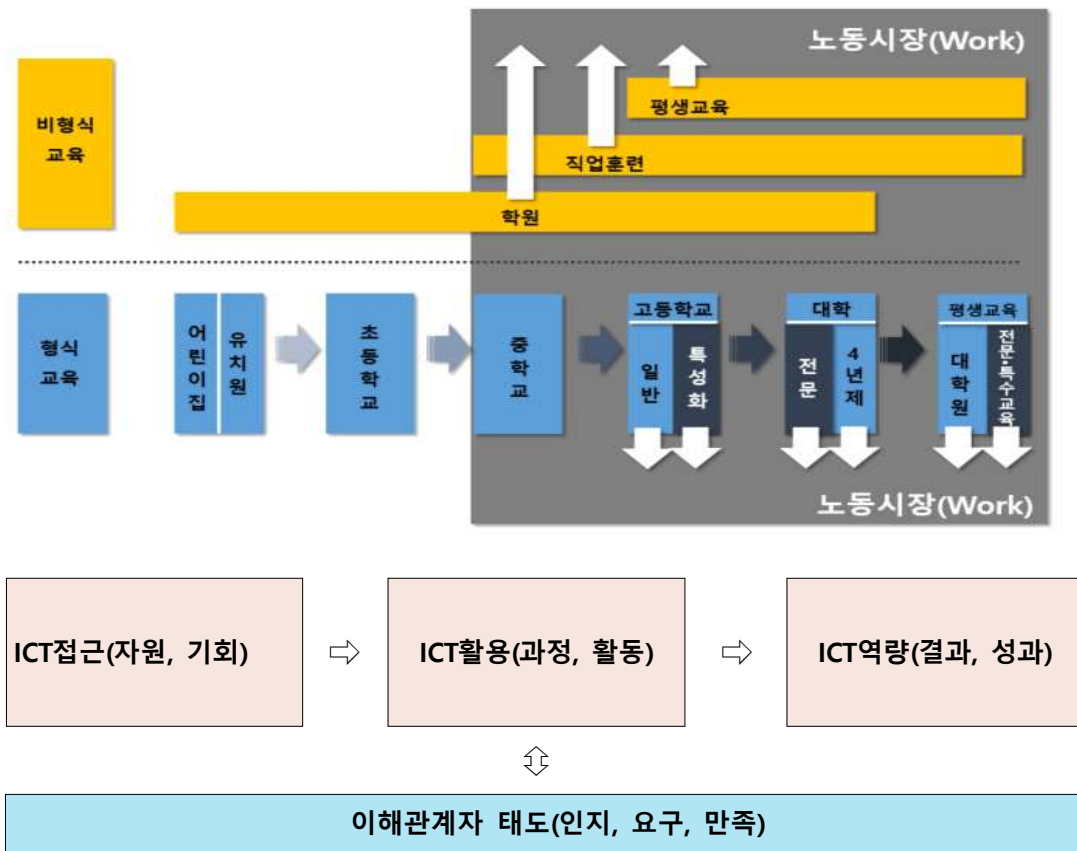 노동시장(Work)
비형식
교육
평생교육
직업훈련
학원
형식
교육
어린이집
유치원
초등학교
중학교
고등학교
일반
특성화
대학
전문
4년제
평생교육
대학원
전문·특수교육
노동시장(Work)
ICT접근(자원, 기회)
ICT활용(과정, 활동)
ICT역량(결과, 성과)
이해관계자 태도(인지, 요구, 만족)